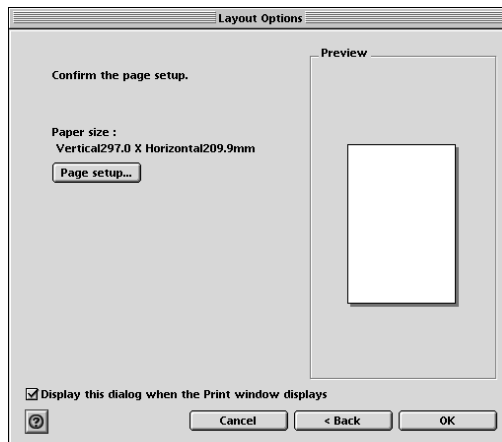 Layout Options
Confirm the page setup.
Preview
Paper size :
Vertical297.0 X Horizontal209.9mm
Page setup...
Display this dialog when the Print window displays
?
Cancel
< Back
OK